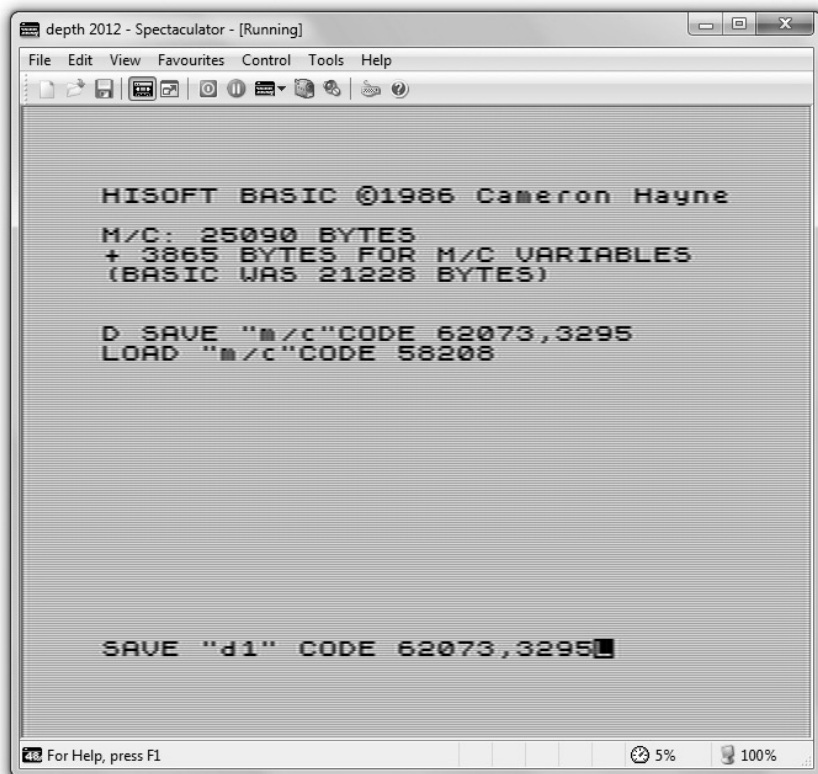 depth 2012 - Spectaculator - [Running]
File Edit View Favourites Control Tools Help
HISOFT BASIC ©1986 Cameron Hayne
M/C: 25090 BYTES
+ 3865 BYTES FOR M/C VARIABLES
(BASIC WAS 21228 BYTES)
D SAVE "m/c"CODE 62073,3295
LOAD "m/c"CODE 58208
SAVE "d1" CODE 62073,3295L
48 For Help, press F1 5% 100%